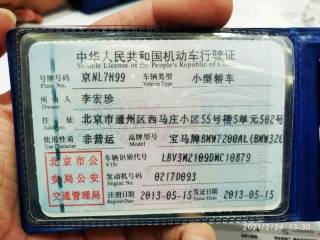 中华人民共和国机动车行驶证
Vehicle License of the People's Republic of China
号牌号码 京NL7H99 车辆类型 小型轿车
Plate No. Vehicle Type
所有人 李宏珍
Owner
住址 北京市通州区西马庄小区55号楼5单元502号
Address
使用性质 非营运 品牌型号 宝马牌BMW7200AL(BMW320
Use Character Model
北京市公 车辆识别代号 LBV3M2109DMC10879
VIN
安局公安 发动机号码 0217D093
Engine No.
交通管理局 注册日期 2013-05-15 发证日期 2013-05-15
Register Date Issue Date
2021/2/24 13:30